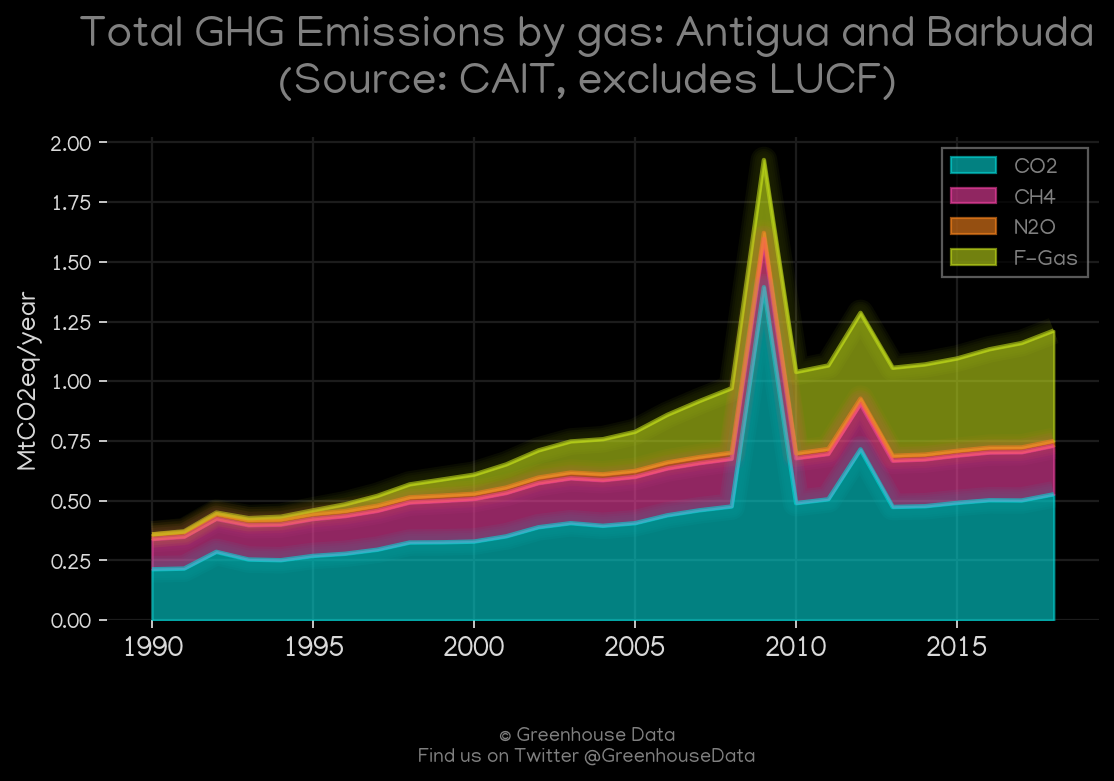 Total GHG Emissions by gas: Antigua and Barbuda
(Source: CAIT, excludes LUCF)
2.00
1.75
1.50
1.25
1.00
0.75
0.50
0.25
0.00
MtCO2eq/year
CO2
CH4
N2O
F-Gas
1990 1995 2000 2005 2010 2015
© Greenhouse Data
Find us on Twitter @GreenhouseData